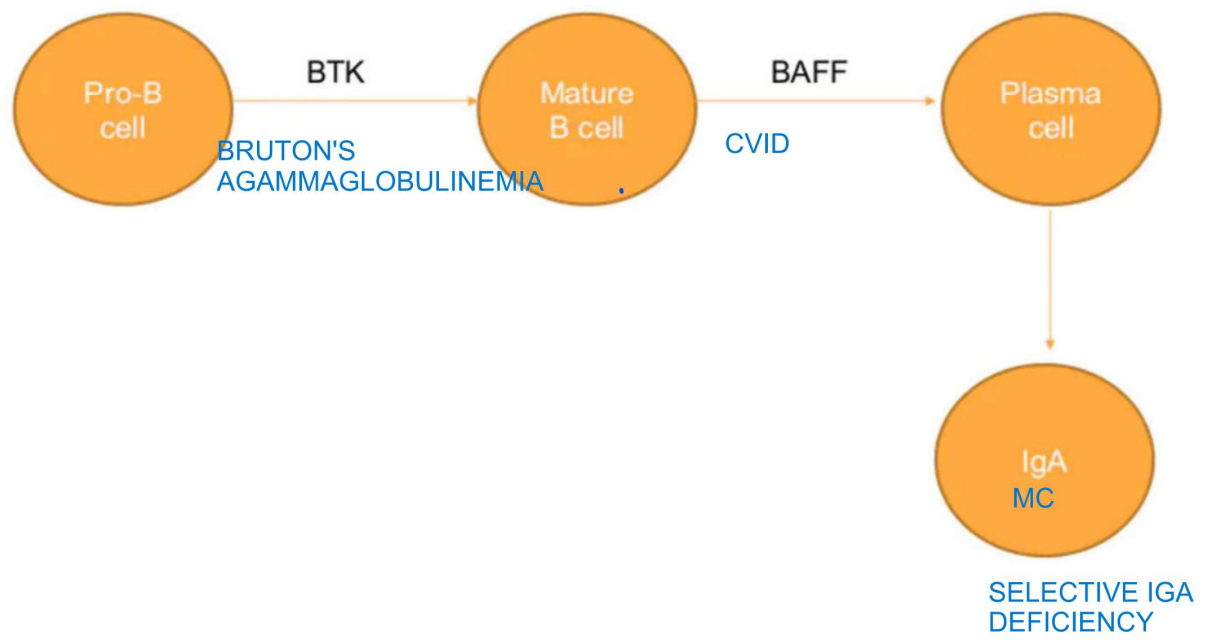 Pro-B
cell
BTK
Mature
B cell
BAFF
Plasma
cell
BRUTON'S
AGAMMAGLOBULINEMIA
CVID
IgA
MC
SELECTIVE IGA
DEFICIENCY